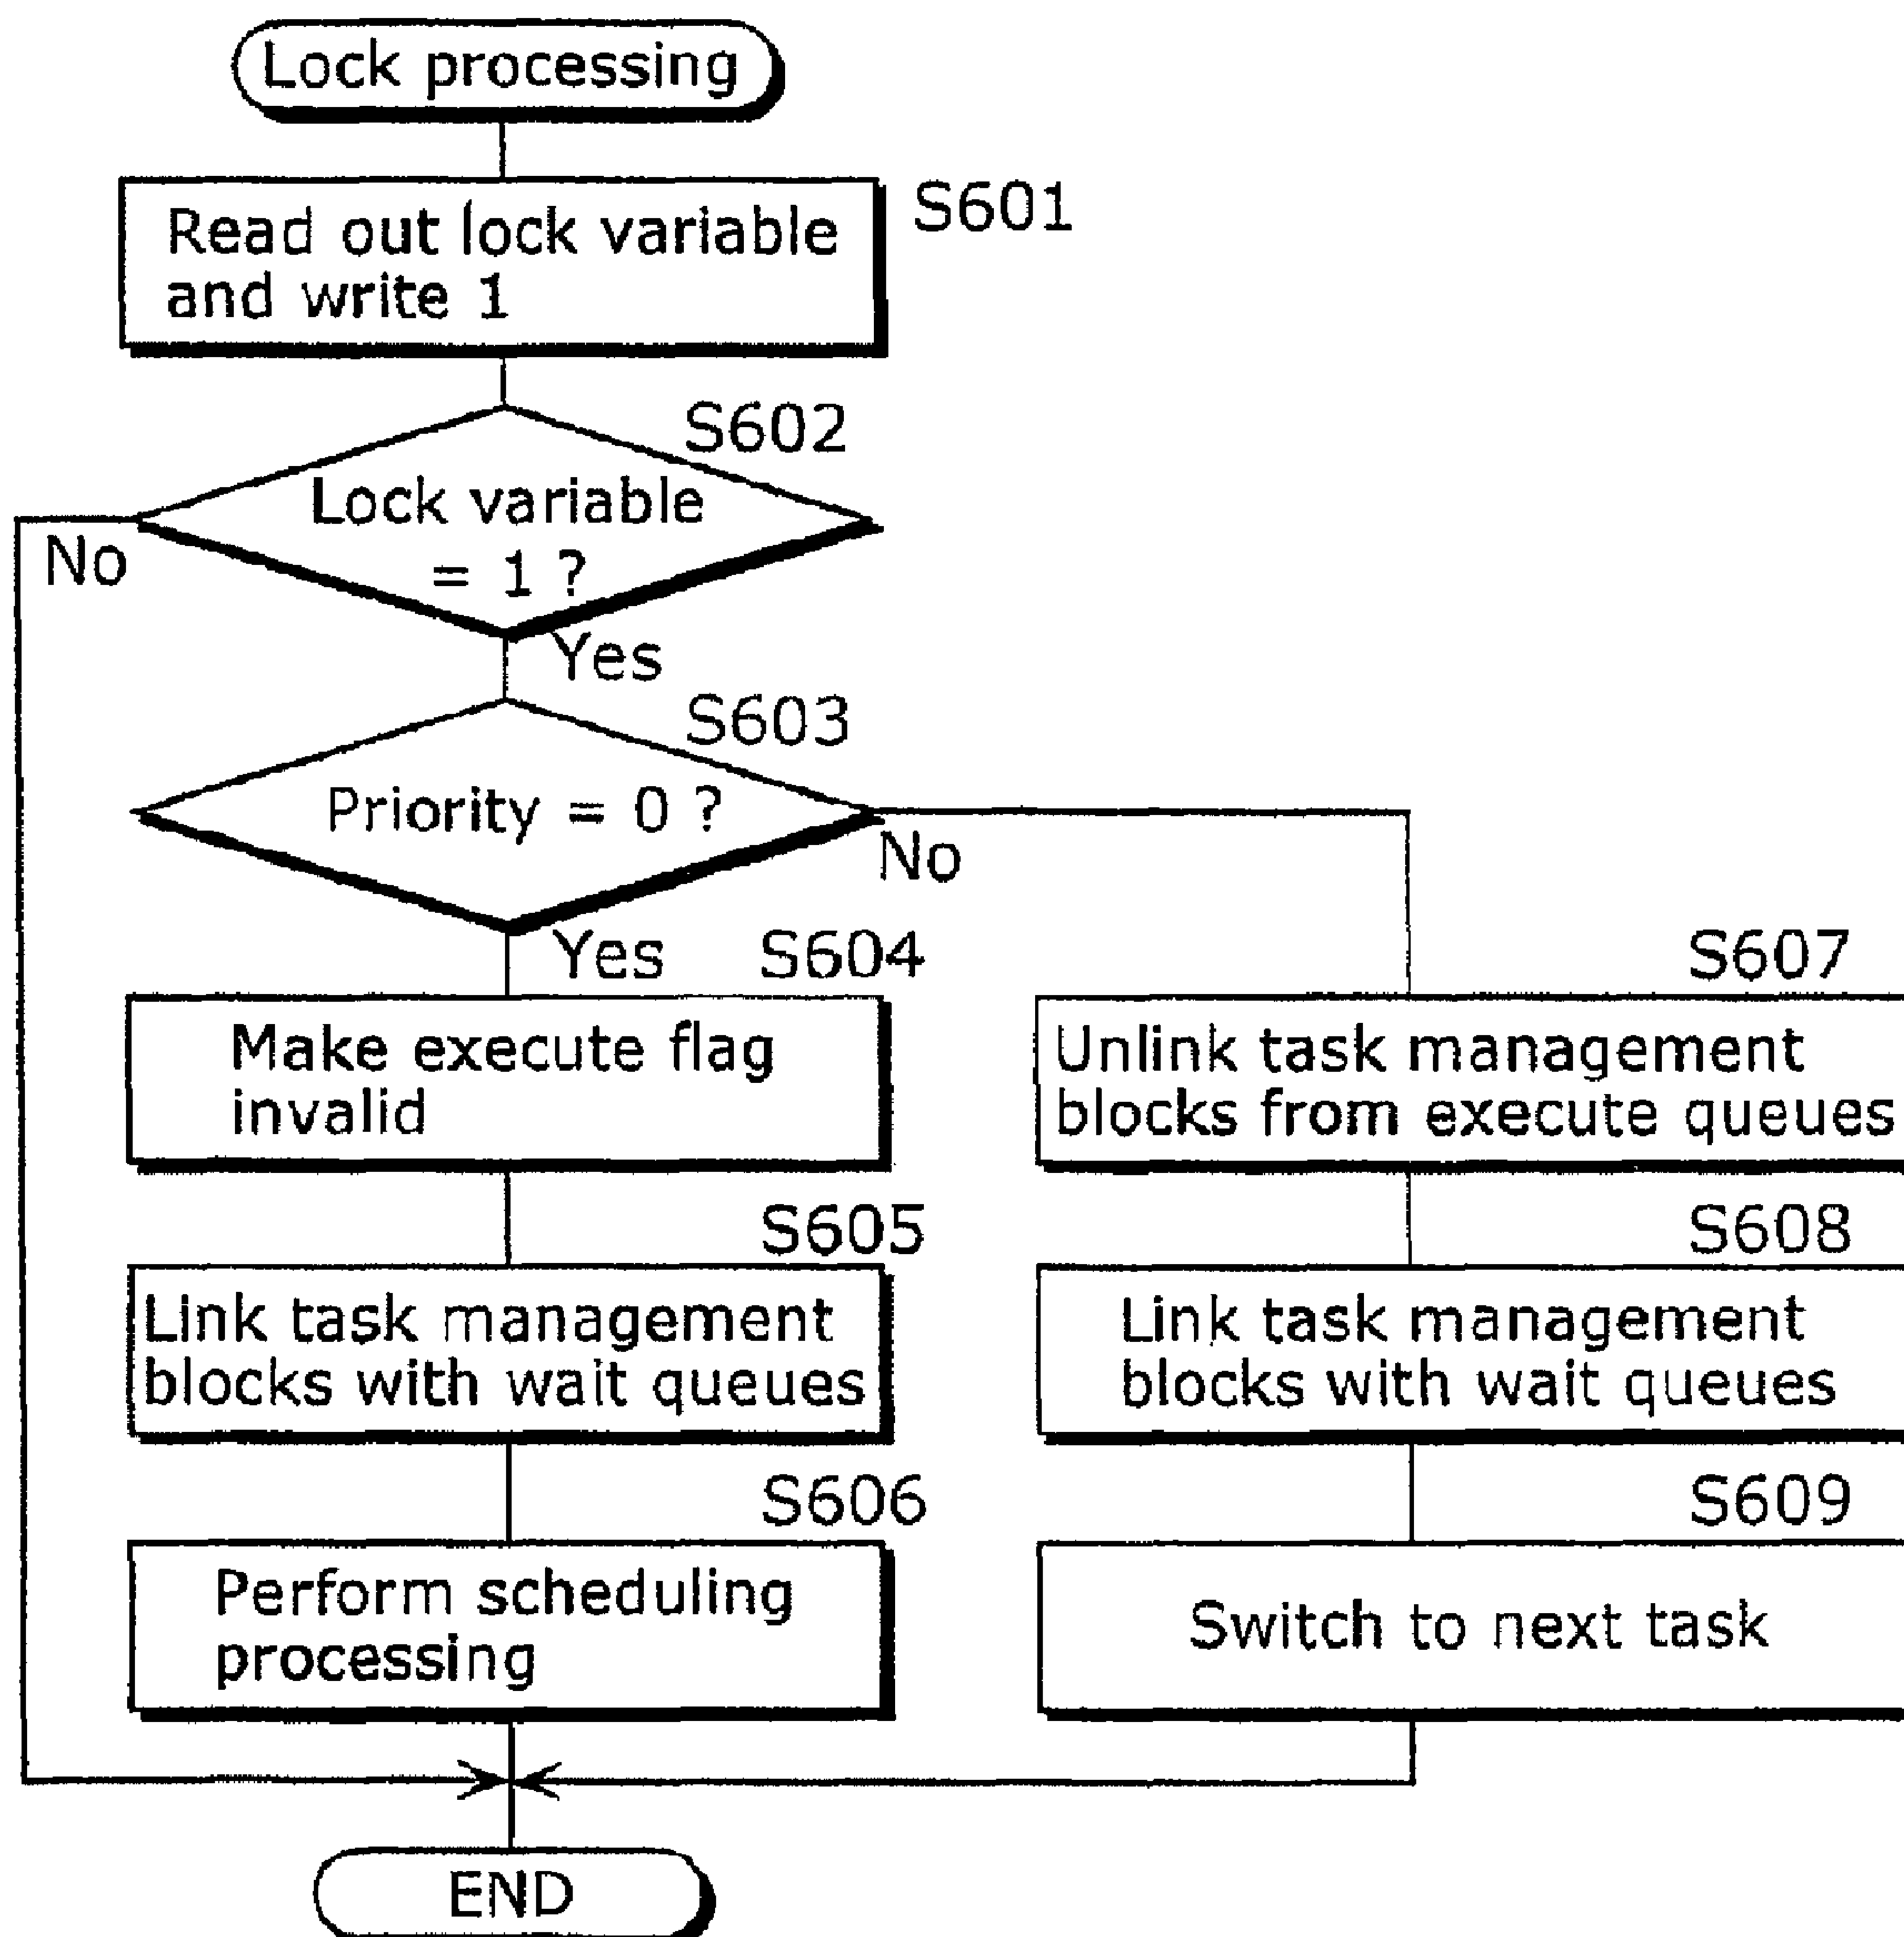 Lock processing
S601
Read out lock variable
and write 1
S602
Lock variable
= 1 ?
No
Yes
S603
Priority = 0 ?
No
Yes
S604
Make execute flag
invalid
S605
Link task management
blocks with wait queues
S606
Perform scheduling
processing
S607
Unlink task management
blocks from execute queues
S608
Link task management
blocks with wait queues
S609
Switch to next task
END